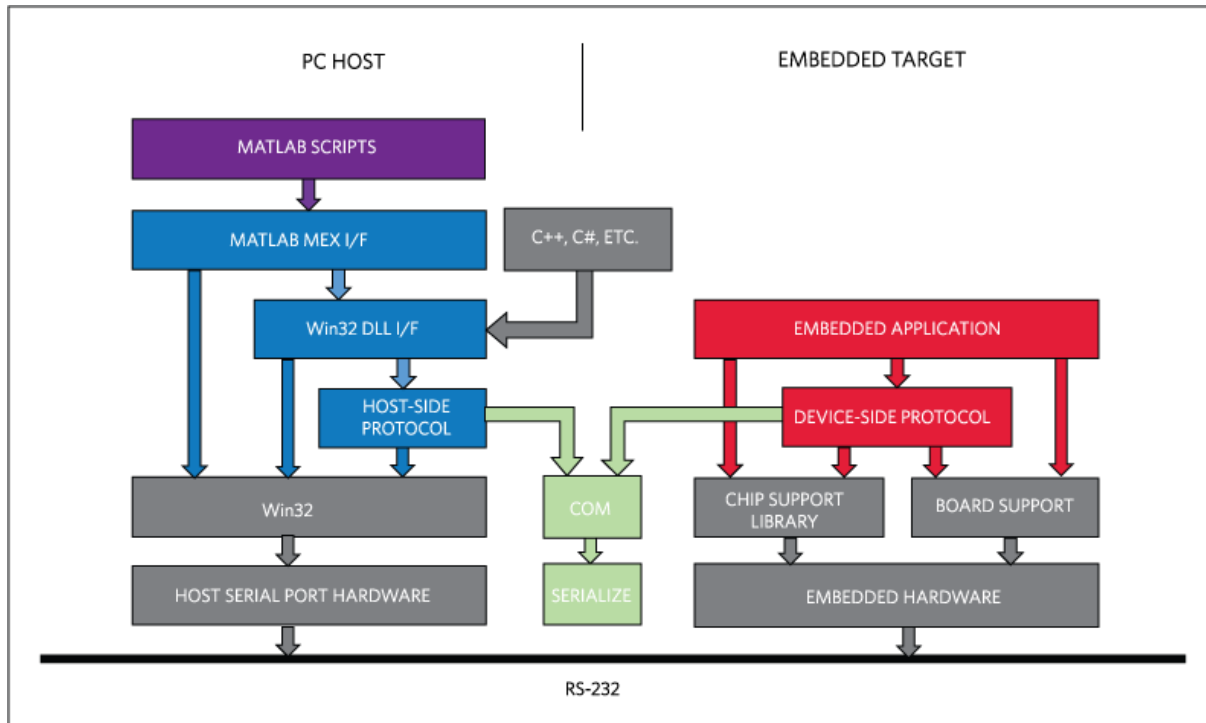 PC HOST
EMBEDDED TARGET
MATLAB SCRIPTS
MATLAB MEX I/F
C++, C#, ETC.
Win32 DLL I/F
EMBEDDED APPLICATION
HOST-SIDE
PROTOCOL
DEVICE-SIDE PROTOCOL
Win32
COM
CHIP SUPPORT
LIBRARY
BOARD SUPPORT
HOST SERIAL PORT HARDWARE
SERIALIZE
EMBEDDED HARDWARE
RS-232